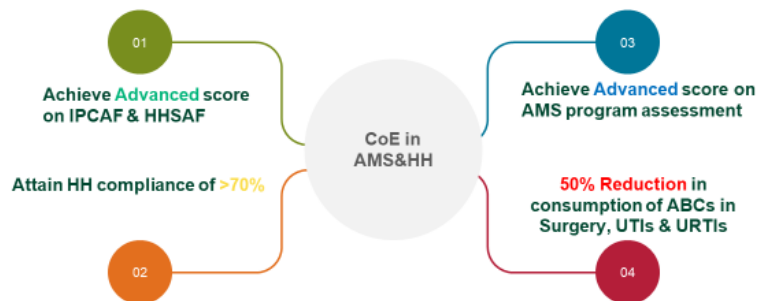 01
Achieve Advanced score
on IPCAF & HHSAF
Attain HH compliance of >70%
02
CoE in
AMS&HH
03
Achieve Advanced score on
AMS program assessment
50% Reduction in
consumption of ABCs in
Surgery, UTIs & URTIs
04